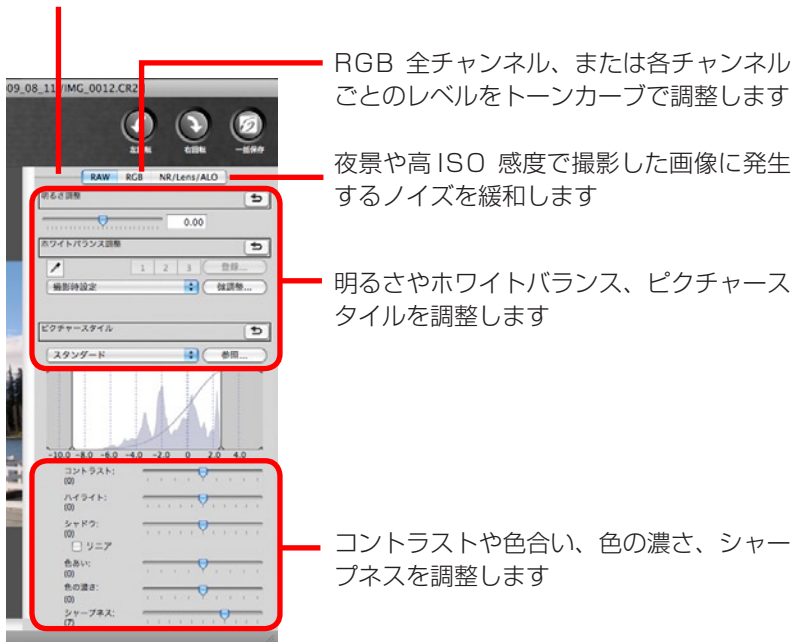 RGB 全チャンネル、または各チャンネル
ごとのレベルをトーンカーブで調整します
09_08_11/IMG_0012.CR2
左回転
右回転
一括保存
夜景や高ISO 感度で撮影した画像に発生
するノイズを緩和します
RAW RGB NR/Lens/ALO
明るさ調整
0.00
ホワイトバランス調整
1 2 3 登録...
撮影時設定 微調整...
明るさやホワイトバランス、ピクチャース
タイルを調整します
ピクチャースタイル
スタンダード 参照...
-10.0 -8.0 -6.0 -4.0 -2.0 0 2.0 4.0
コントラスト:
(0)
ハイライト:
(0)
シャドウ:
(0)
リニア
色あい:
(0)
色の濃さ:
(0)
シャープネス:
(7)
コントラストや色合い、色の濃さ、シャー
プネスを調整します